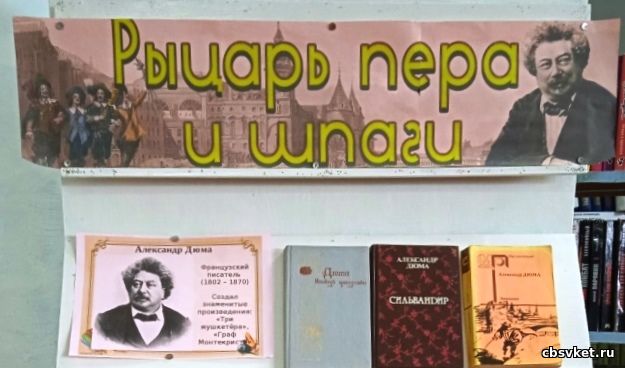 Рыцарь пера
и шпаги
Александр Дюма
Французский
писатель
(1802 – 1870)
Создал
знаменитые
произведения:
«Три
мушкетёра»,
«Граф
Монтекрист
Дюма
АЛЕКСАНДР
ДЮМА
СИЛЬВАНДИР
Александр ДЮМА
cbsvket.ru